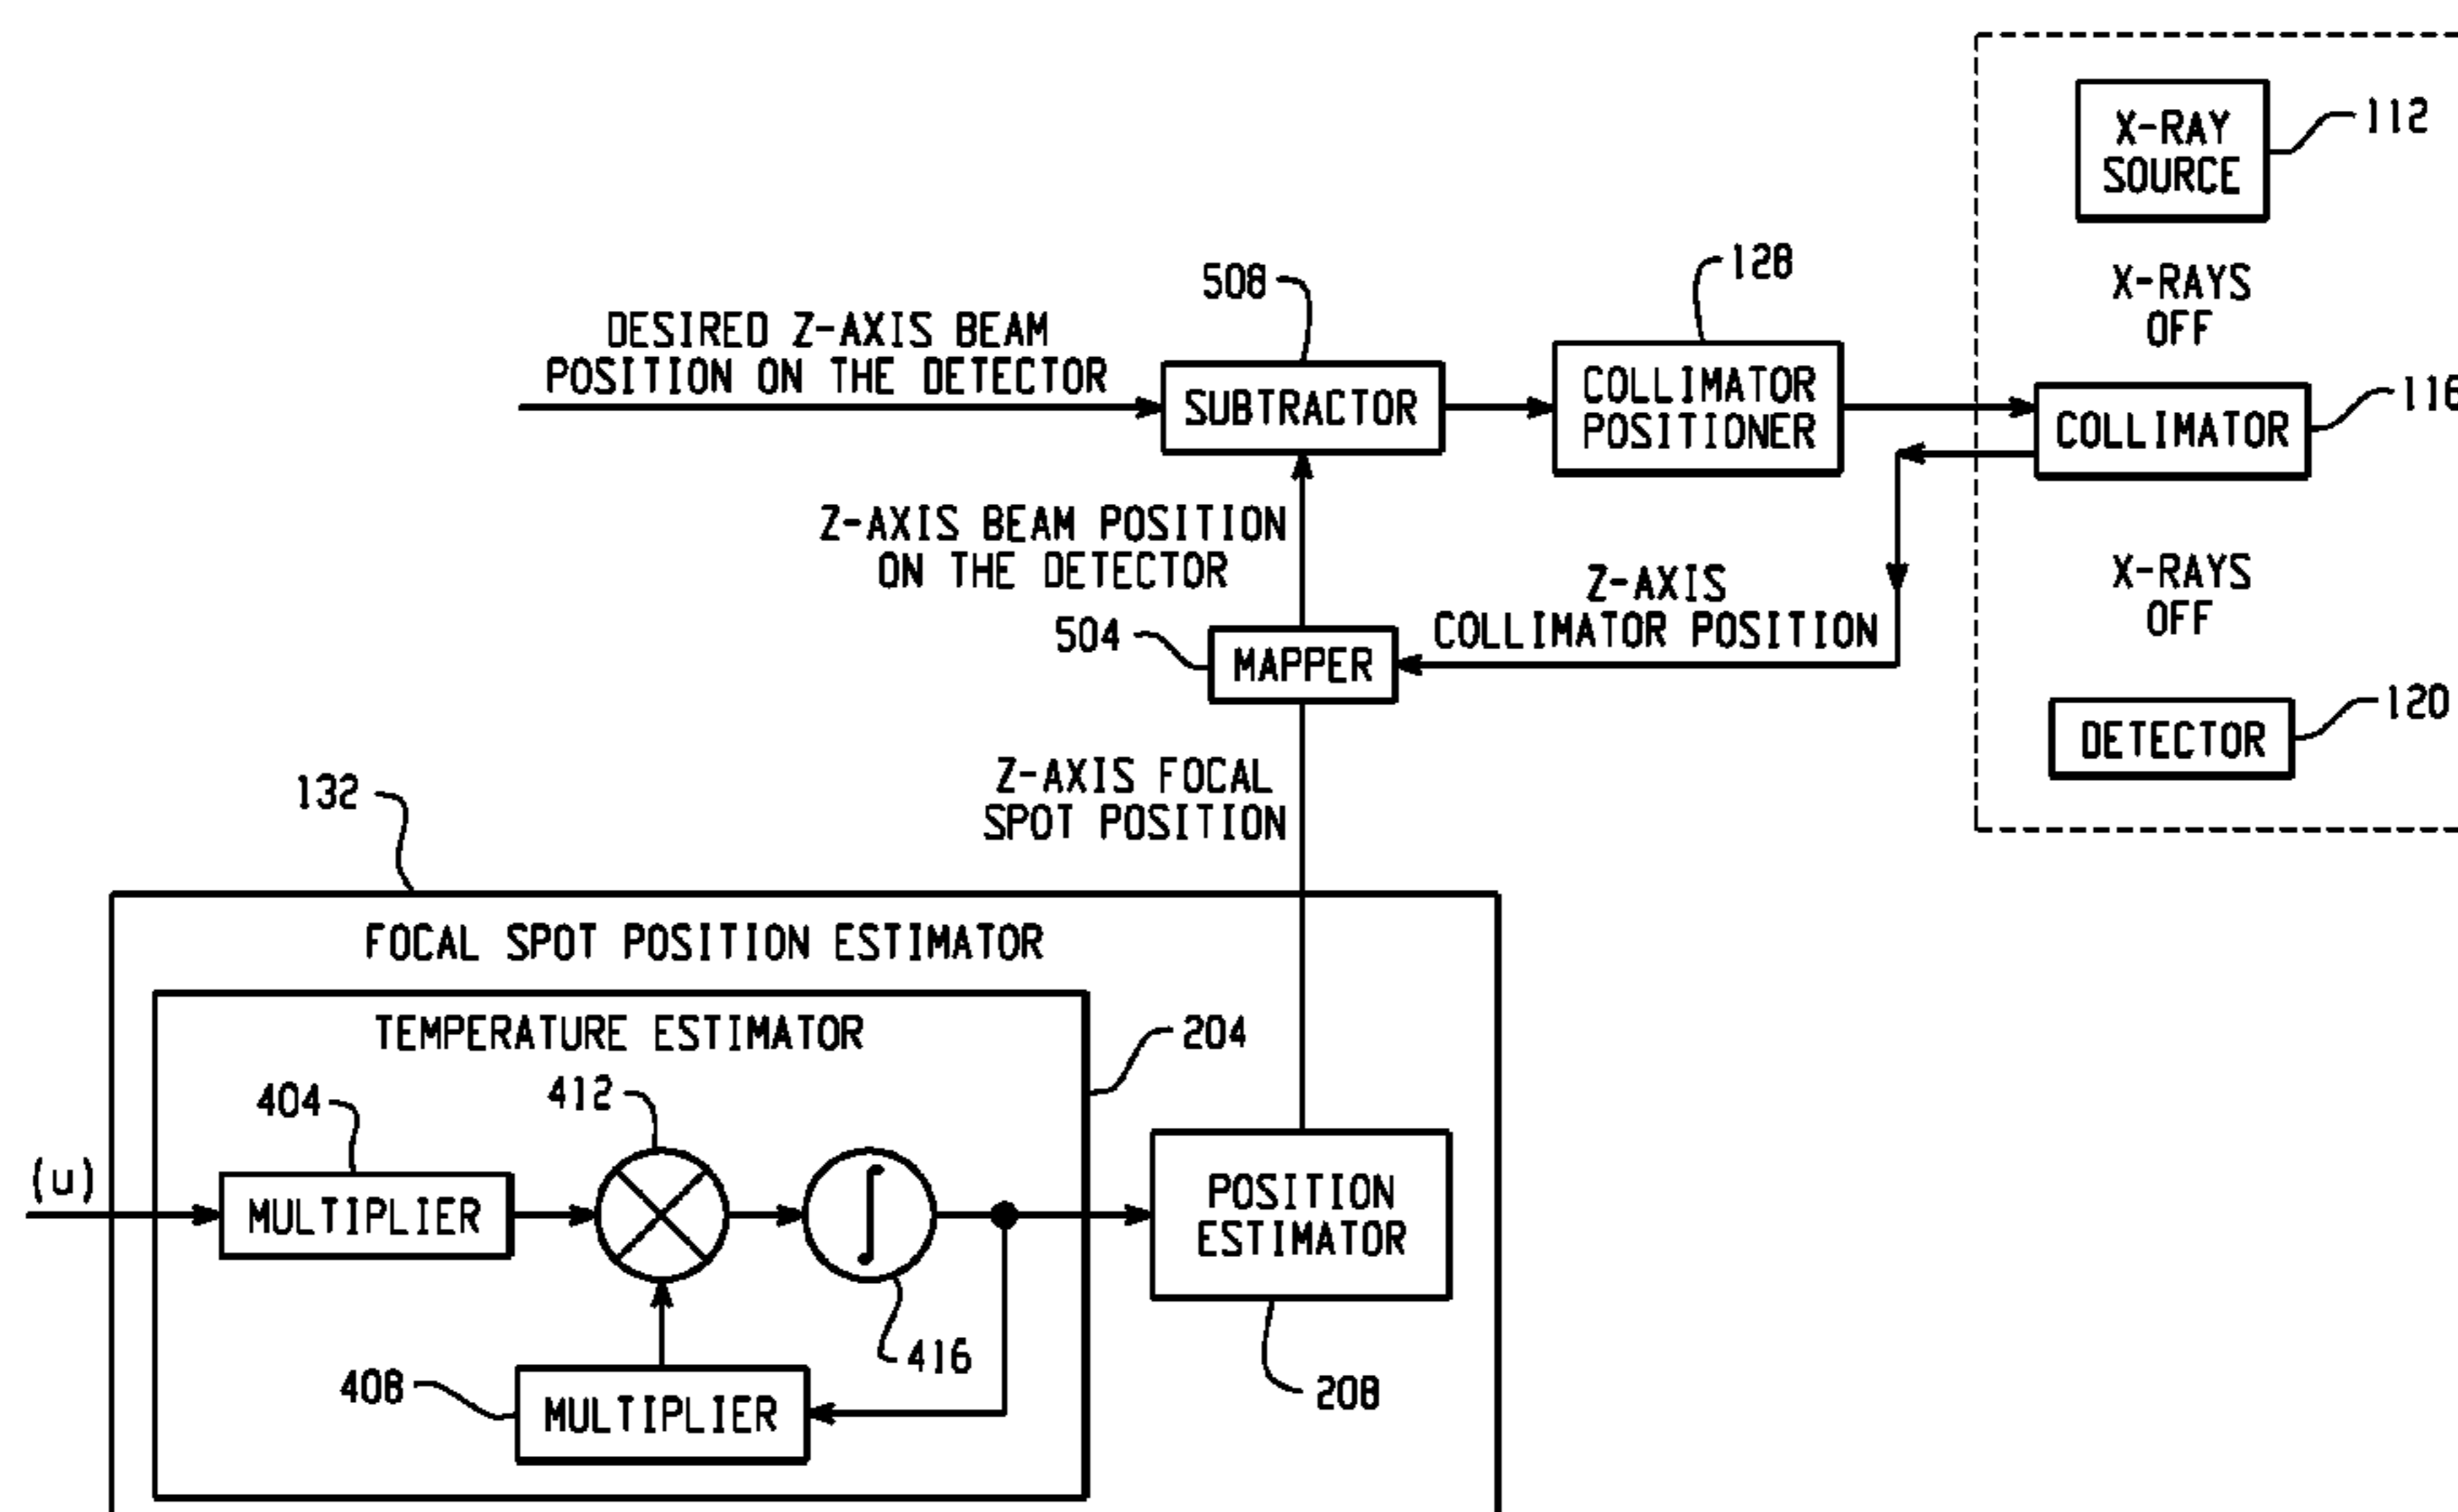 X-RAY
SOURCE
112
X-RAYS
OFF
128
508
DESIRED Z-AXIS BEAM
POSITION ON THE DETECTOR
SUBTRACTOR
COLLIMATOR
POSITIONER
COLLIMATOR
116
Z-AXIS BEAM POSITION
ON THE DETECTOR
Z-AXIS
COLLIMATOR POSITION
X-RAYS
OFF
504
MAPPER
DETECTOR
120
Z-AXIS FOCAL
SPOT POSITION
132
FOCAL SPOT POSITION ESTIMATOR
TEMPERATURE ESTIMATOR
204
404
412
(u)
MULTIPLIER
POSITION
ESTIMATOR
416
408
MULTIPLIER
208